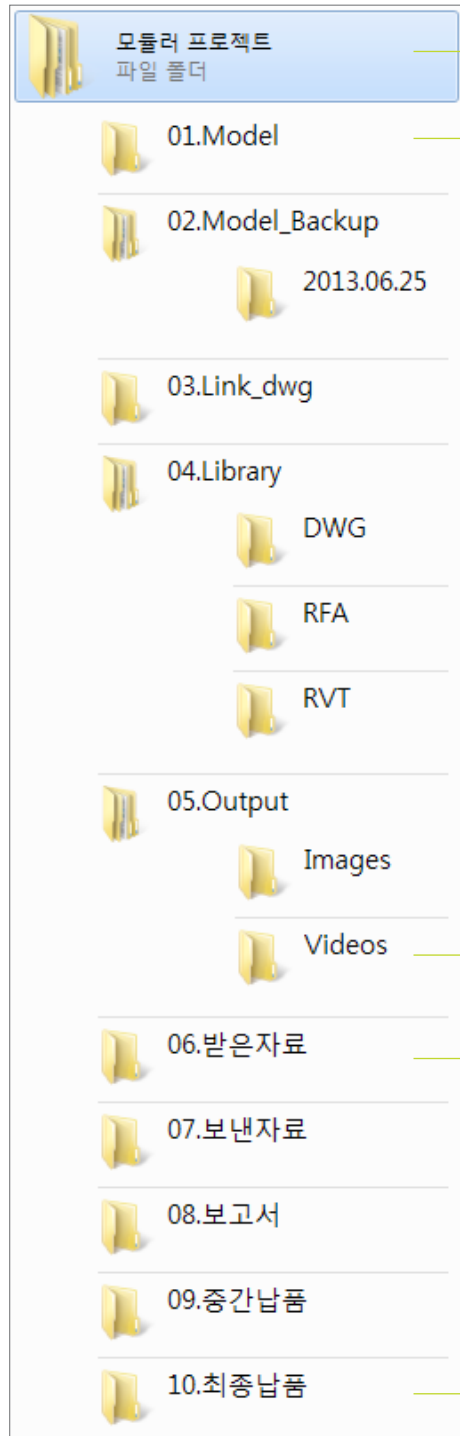 모듈러 프로젝트
파일 폴더
01.Model
02.Model_Backup
2013.06.25
03.Link_dwg
04.Library
DWG
RFA
RVT
05.Output
Images
Videos
06.받은자료
07.보낸자료
08.보고서
09.중간납품
10.최종납품